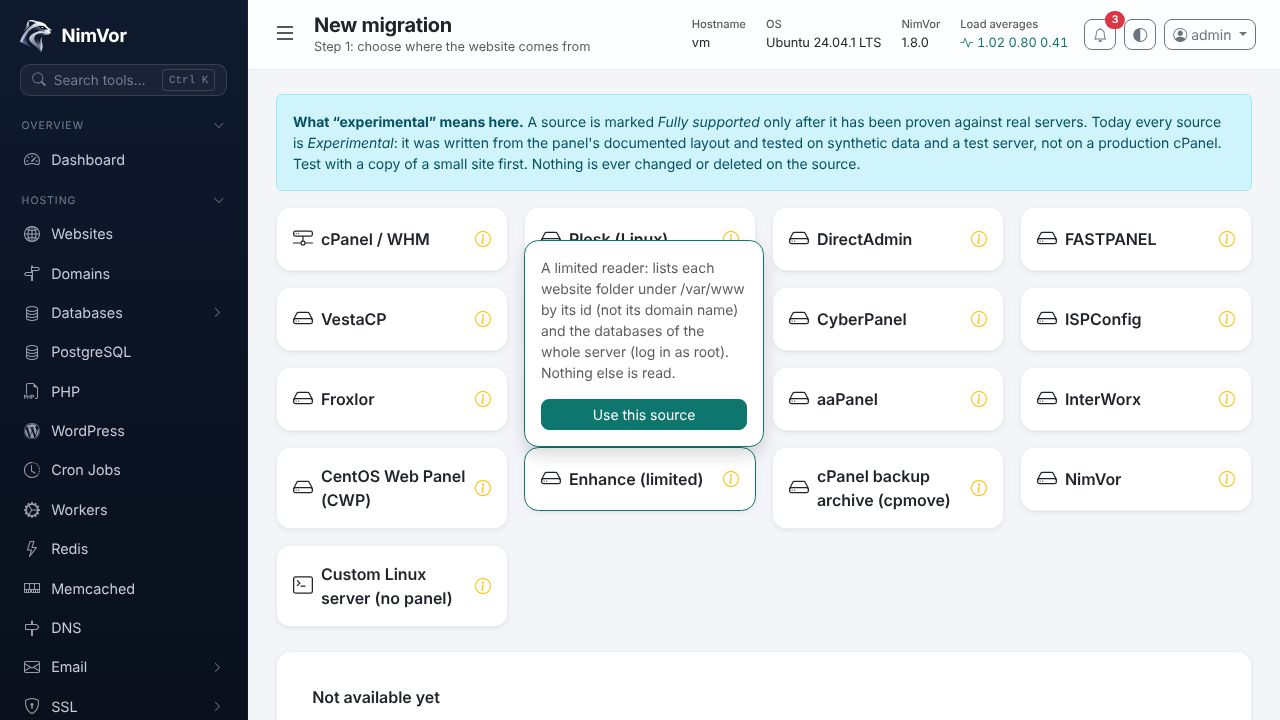 NimVor
Search tools...
Ctrl K
OVERVIEW
Dashboard
HOSTING
Websites
Domains
Databases
PostgreSQL
PHP
WordPress
Cron Jobs
Workers
Redis
Memcached
DNS
Email
SSL
New migration
Step 1: choose where the website comes from
Hostname
vm
OS
Ubuntu 24.04.1 LTS
NimVor
1.8.0
Load averages
1.02 0.80 0.41
3
admin
What “experimental” means here. A source is marked Fully supported only after it has been proven against real servers. Today every source
is Experimental: it was written from the panel's documented layout and tested on synthetic data and a test server, not on a production cPanel.
Test with a copy of a small site first. Nothing is ever changed or deleted on the source.
cPanel / WHM
Plesk (Linux)
DirectAdmin
FASTPANEL
VestaCP
A limited reader: lists each
website folder under /var/www
by its id (not its domain name)
and the databases of the
whole server (log in as root).
Nothing else is read.
Use this source
CyberPanel
ISPConfig
Froxlor
aaPanel
InterWorx
CentOS Web Panel
(CWP)
Enhance (limited)
cPanel backup
archive (cpmove)
NimVor
Custom Linux
server (no panel)
Not available yet